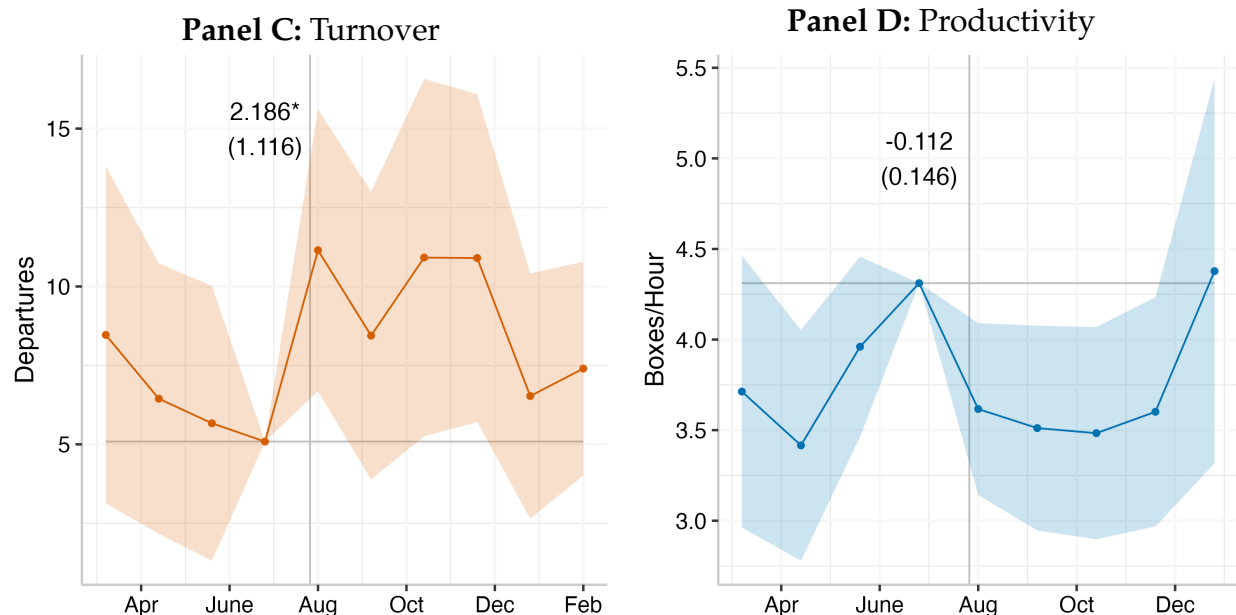 Panel C: Turnover
2.186*
(1.116)
15
10
5
Departures
Apr June Aug Oct Dec Feb
Panel D: Productivity
-0.112
(0.146)
5.5
5.0
4.5
4.0
3.5
3.0
Boxes/Hour
Apr June Aug Oct Dec